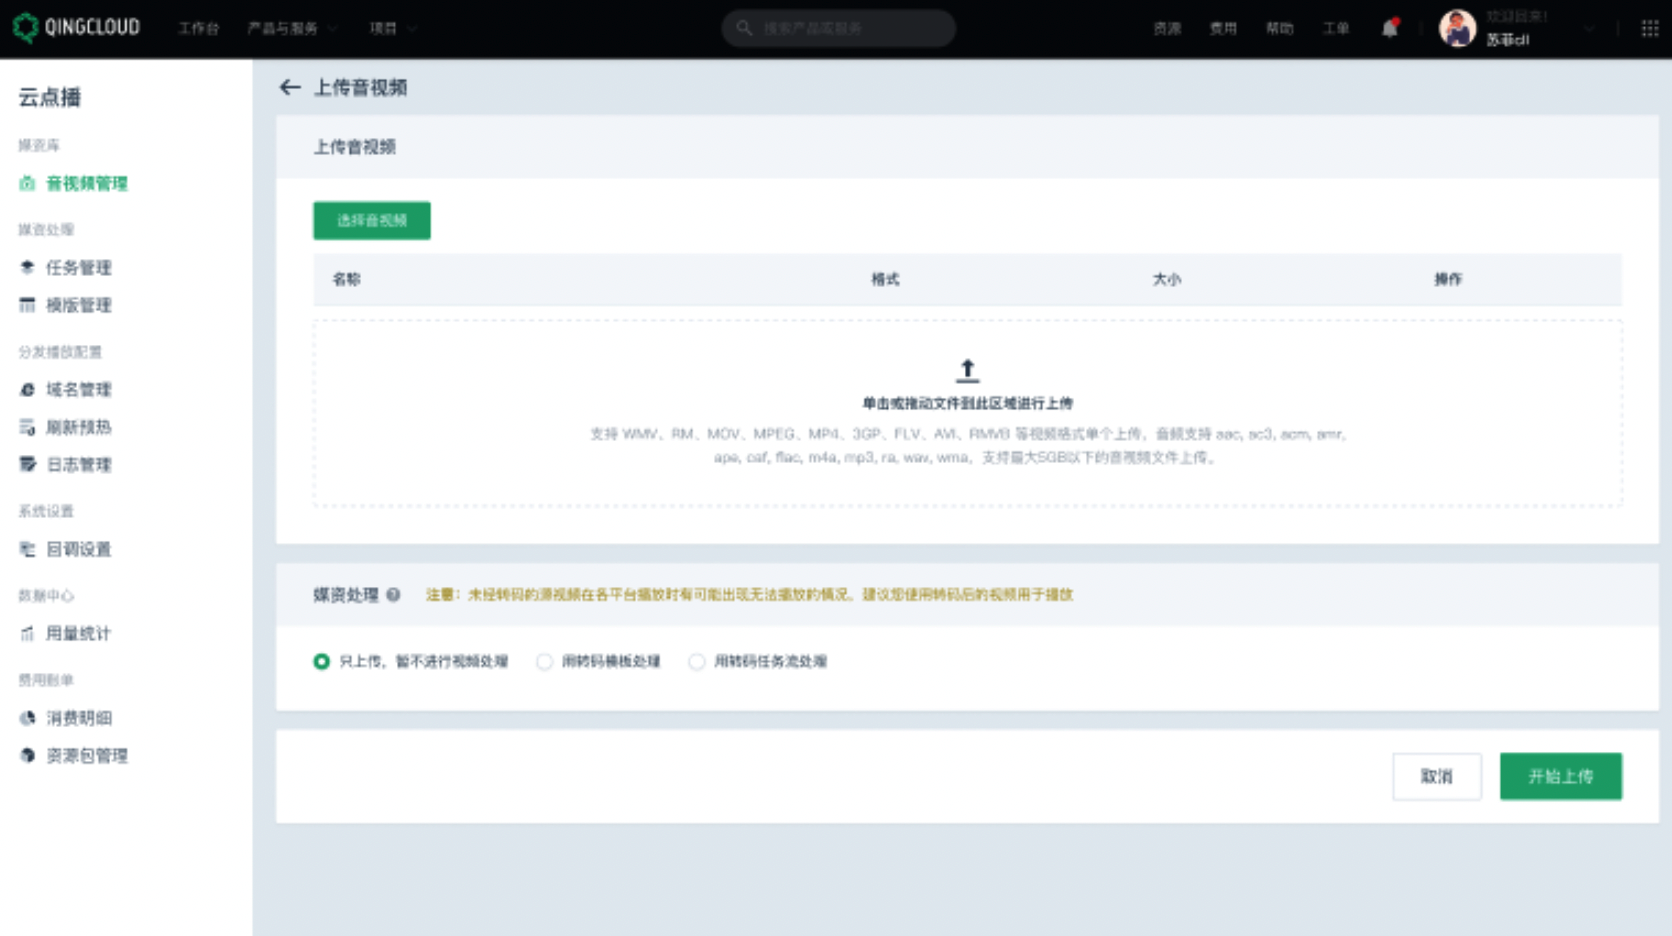 QINGCLOUD 工作台 产品与服务 项目 搜索产品或服务 资源 费用 帮助 工单 欢迎回来!
苏菲cll
云点播
媒资库
音视频管理
媒资处理
任务管理
模版管理
分发播放配置
域名管理
刷新预热
日志管理
系统设置
回调设置
数据中心
用量统计
费用账单
消费明细
资源包管理
上传音视频
上传音视频
选择音视频
名称 格式 大小 操作
单击或拖动文件到此区域进行上传
支持 WMV、RM、MOV、MPEG、MP4、3GP、FLV、AVI、RMVB 等视频格式单个上传，音频支持 aac, ac3, acm, amr,
ape, caf, flac, m4a, mp3, ra, wav, wma，支持最大5GB以下的音视频文件上传。
媒资处理 注意：未经转码的源视频在各平台播放时有可能出现无法播放的情况。建议您使用转码后的视频用于播放
只上传，暂不进行视频处理 用转码模板处理 用转码任务流处理
取消 开始上传